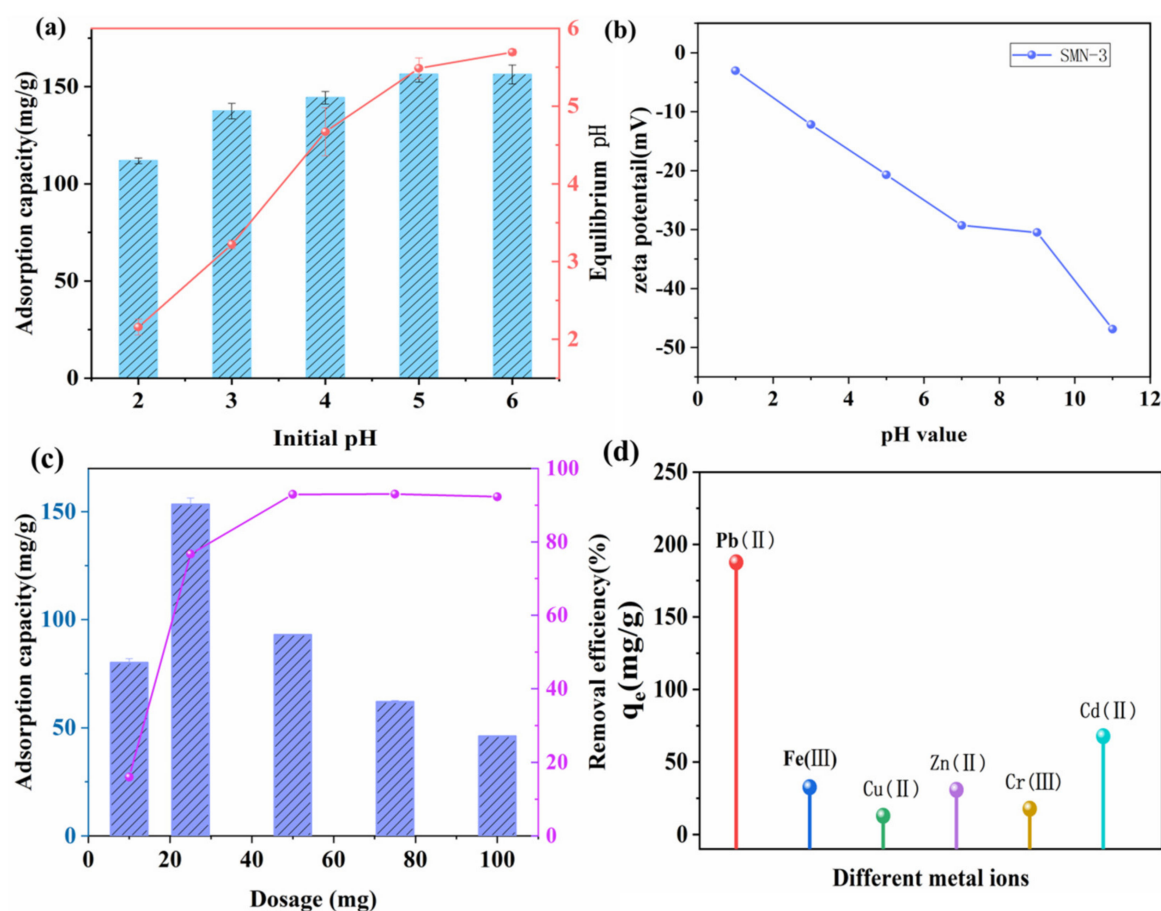 (a)
Adsorption capacity(mg/g)
150
100
50
0
2 3 4 5 6
Initial pH
6
5
4
3
2
Equilibrium pH
(b)
zeta potentail(mV)
0
-10
-20
-30
-40
-50
SMN-3
0 2 4 6 8 10 12
pH value
(c)
Adsorption capacity(mg/g)
150
100
50
0
0 20 40 60 80 100
Dosage (mg)
100
80
60
40
20
0
Removal efficiency(%)
(d)
qe(mg/g)
250
200
150
100
50
0
Pb(II)
Fe(III)
Cu(II)
Zn(II)
Cr(III)
Cd(II)
Different metal ions